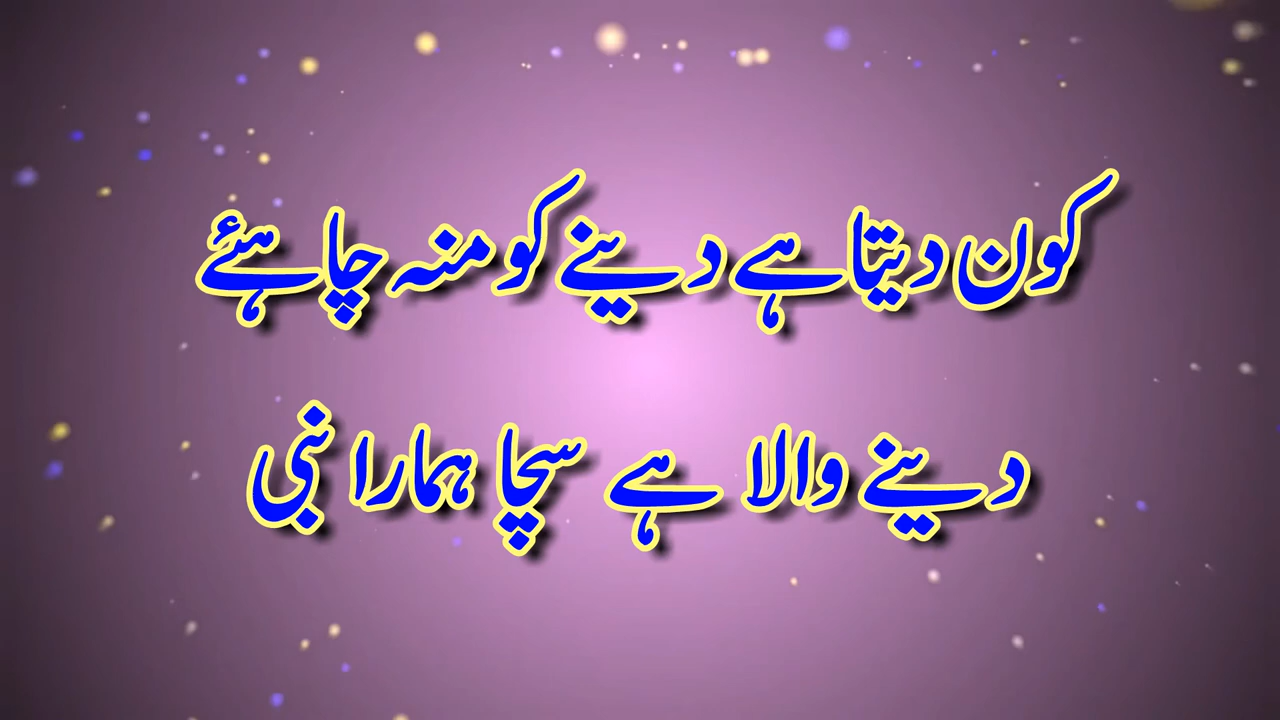 کون دیتا ہے دینے کو منہ چاہئے
دینے والا ہے سچا ہمارا نبی